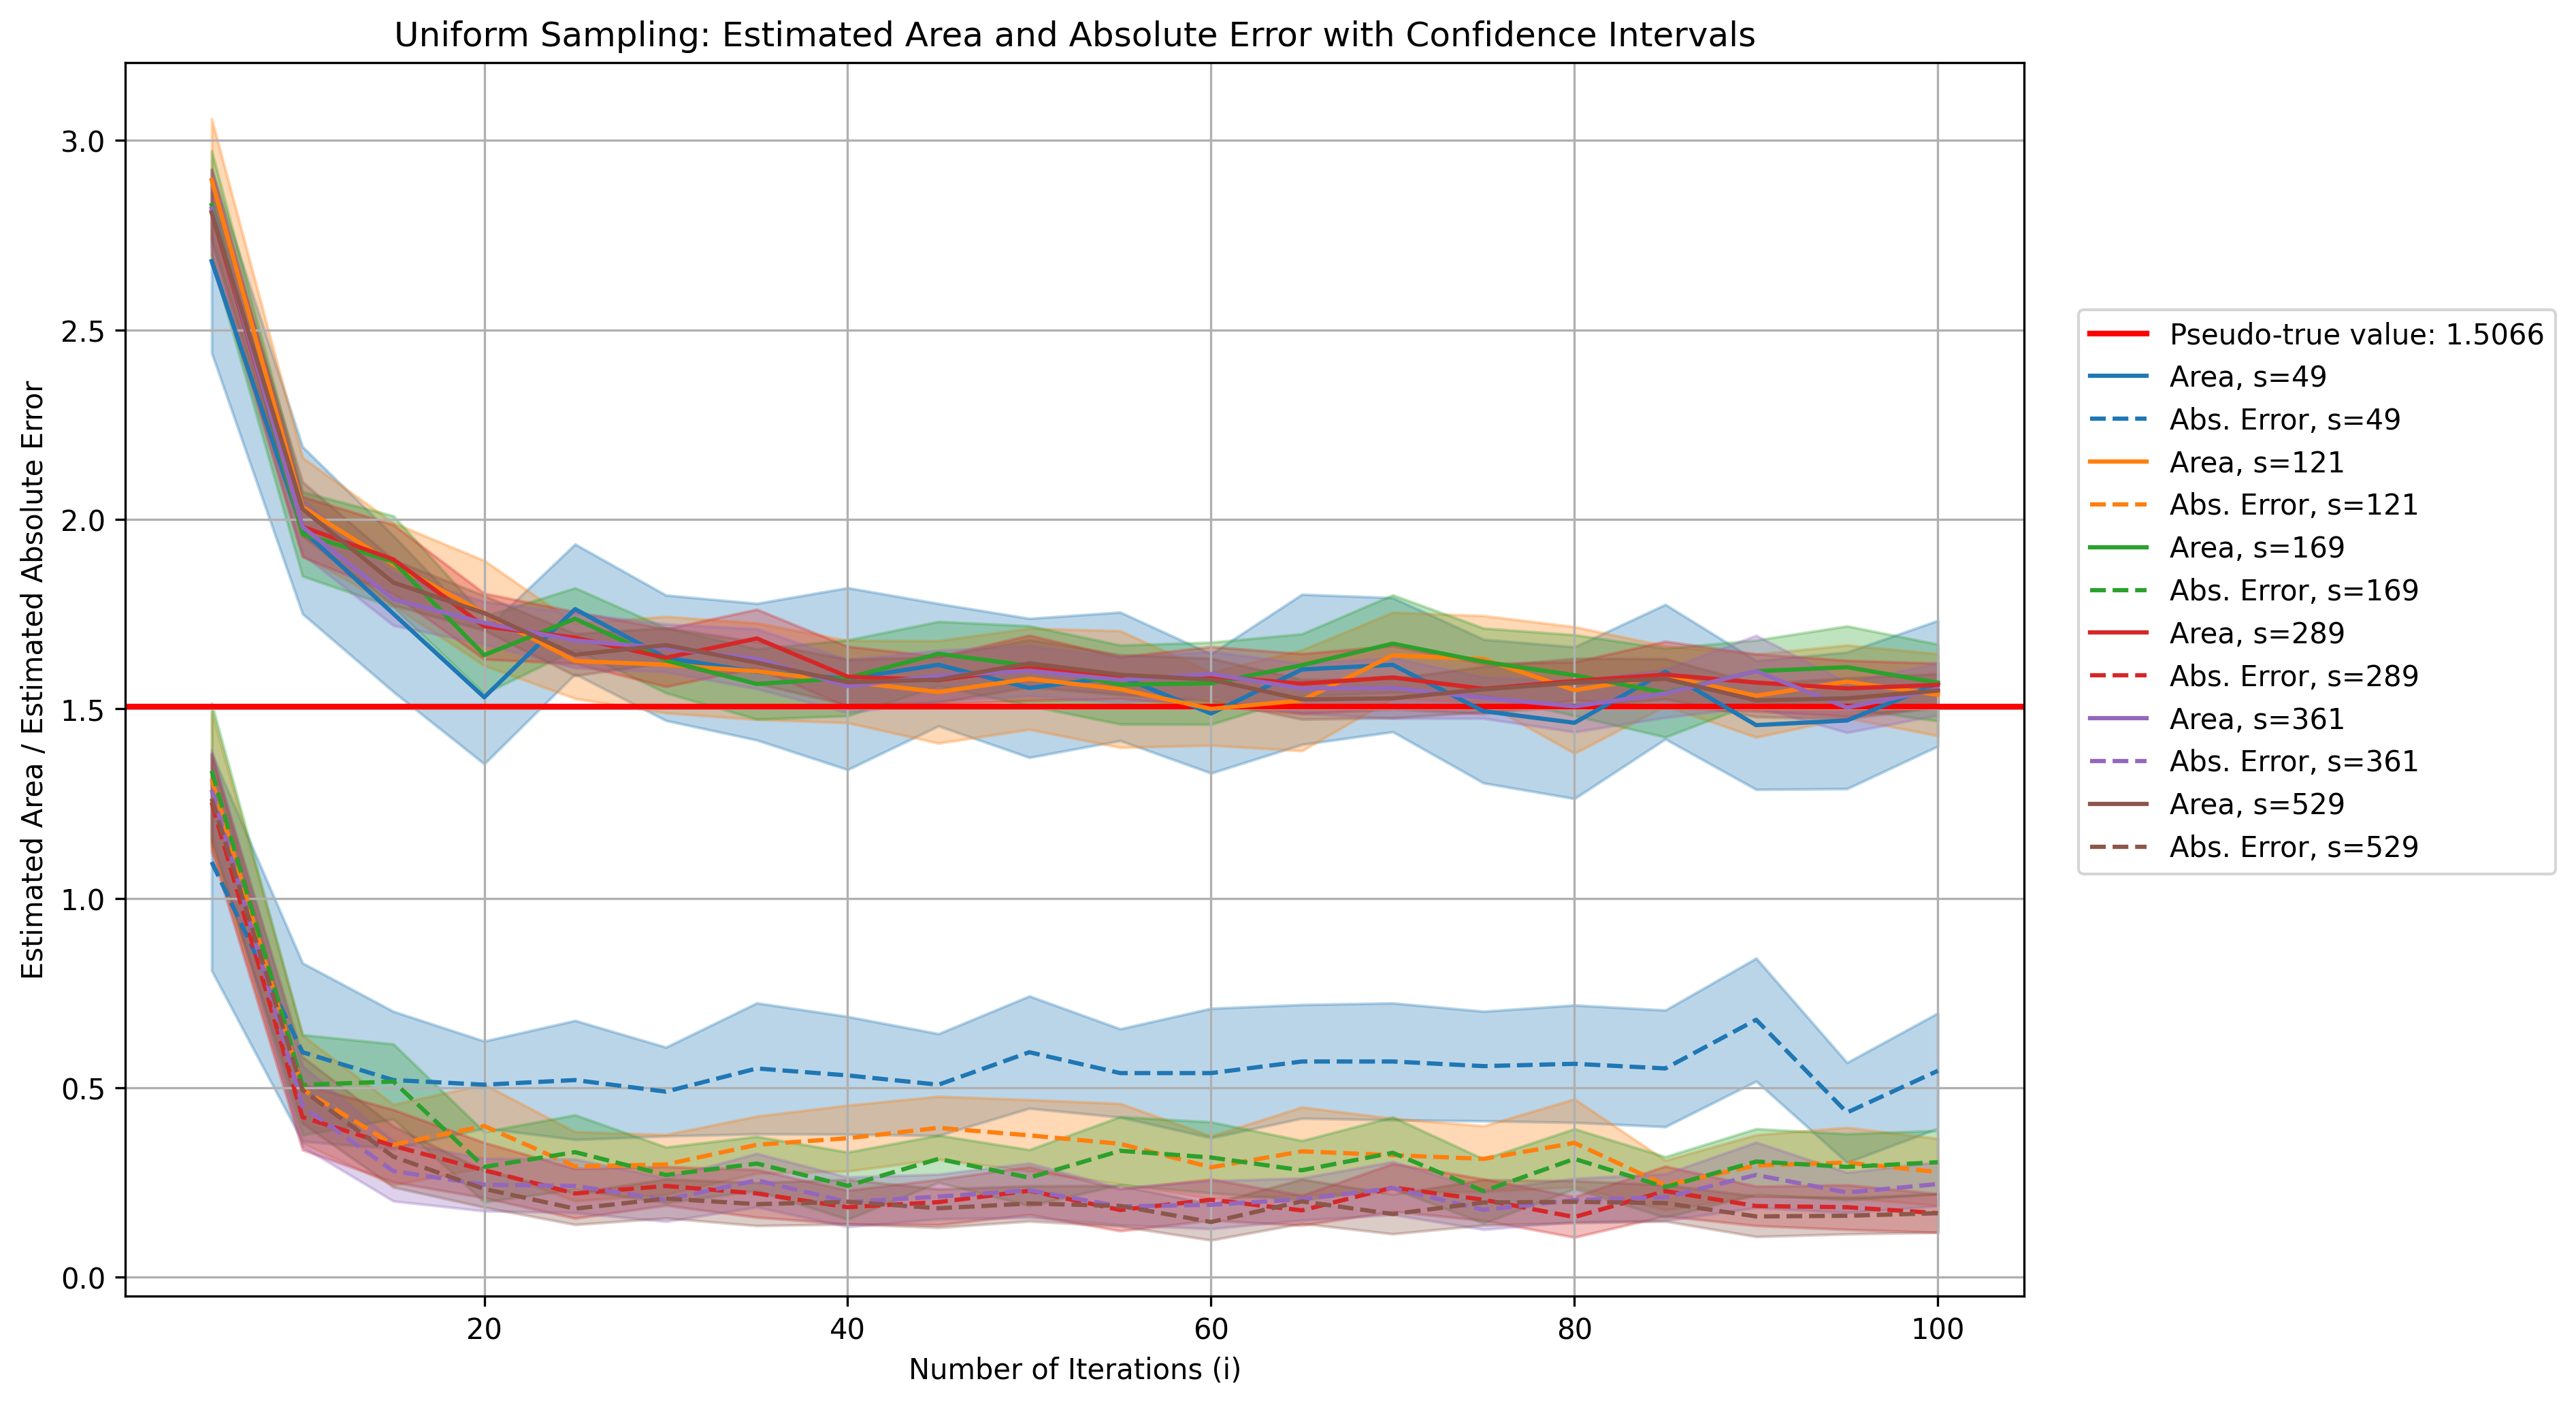 Uniform Sampling: Estimated Area and Absolute Error with Confidence Intervals
Estimated Area / Estimated Absolute Error
3.0
2.5
2.0
1.5
1.0
0.5
0.0
20
40
60
80
100
Number of Iterations (i)
Pseudo-true value: 1.5066
Area, s=49
Abs. Error, s=49
Area, s=121
Abs. Error, s=121
Area, s=169
Abs. Error, s=169
Area, s=289
Abs. Error, s=289
Area, s=361
Abs. Error, s=361
Area, s=529
Abs. Error, s=529